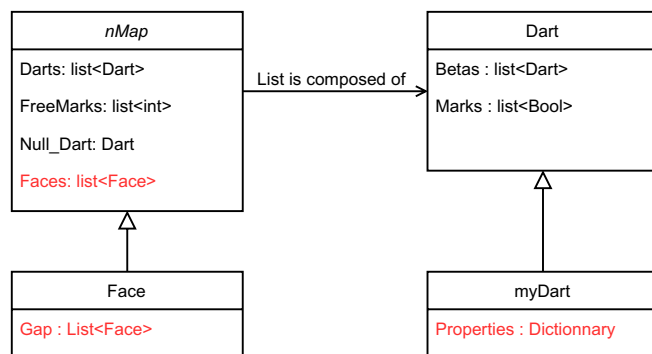 nMap
Darts: list<Dart>
FreeMarks: list<int>
Null_Dart: Dart
Faces: list<Face>
List is composed of
Dart
Betas : list<Dart>
Marks : list<Bool>
Face
Gap : List<Face>
myDart
Properties : Dictionnary